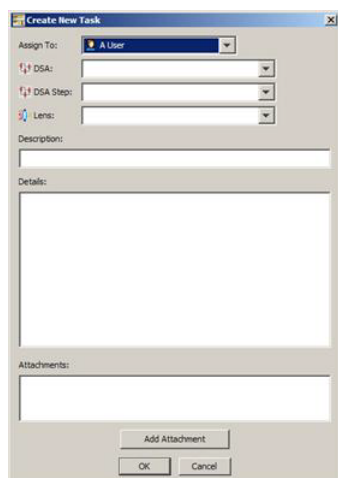 Create New Task
Assign To: A User
DSA:
DSA Step:
Lens:
Description:
Details:
Attachments:
Add Attachment
OK Cancel